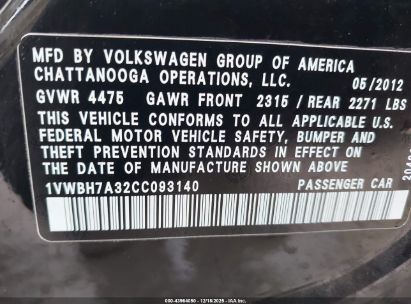 MFD BY VOLKSWAGEN GROUP OF AMERICA
CHATTANOOGA OPERATIONS, LLC. 05/2012
GVWR 4475 GAWR FRONT 2315 / REAR 2271 LBS
THIS VEHICLE CONFORMS TO ALL APPLICABLE U.S.
FEDERAL MOTOR VEHICLE SAFETY, BUMPER AND
THEFT PREVENTION STANDARDS IN EFFECT ON
THE DATE OF MANUFACTURE SHOWN ABOVE
1VWBH7A32CC093140 PASSENGER CAR